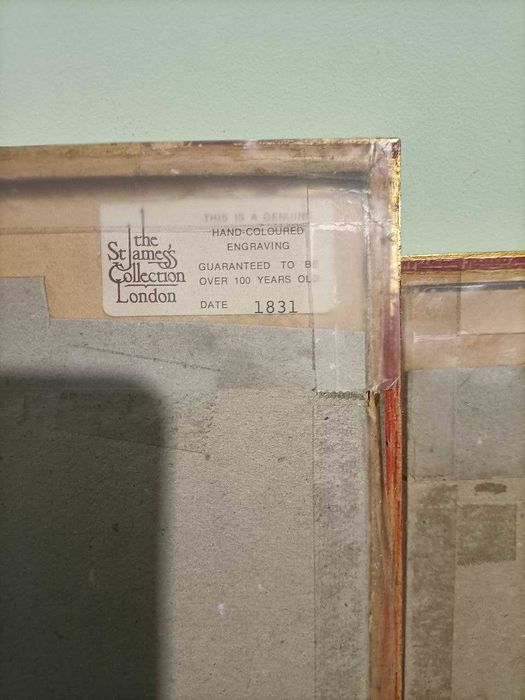 the
St James's
Collection
London
THIS IS A GENUINE
HAND-COLOURED
ENGRAVING
GUARANTEED TO BE
OVER 100 YEARS OLD
DATE 1831